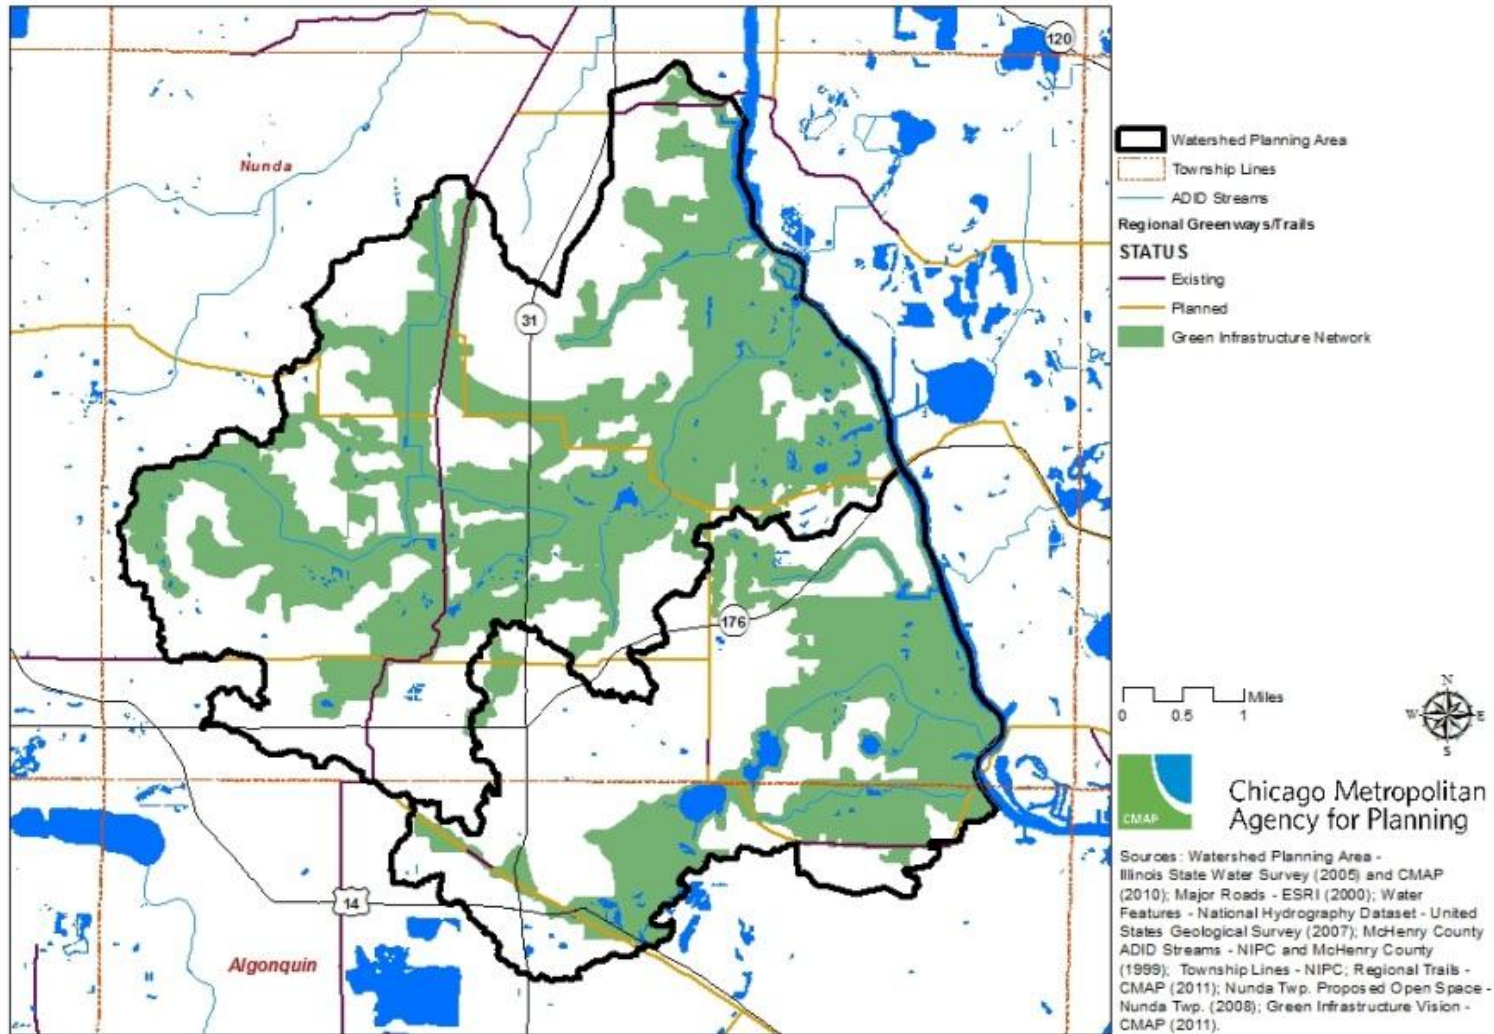 120
Nunda
31
176
14
Algonquin
Watershed Planning Area
Township Lines
ADID Streams
Regional Greenways/Trails
STATUS
Existing
Planned
Green Infrastructure Network
Miles
0 0.5 1
N
W E
S
CMAP
Chicago Metropolitan
Agency for Planning
Sources: Watershed Planning Area -
Illinois State Water Survey (2005) and CMAP
(2010); Major Roads - ESRI (2000); Water
Features - National Hydrography Dataset - United
States Geological Survey (2007); McHenry County
ADID Streams - NIPC and McHenry County
(1999); Township Lines - NIPC; Regional Trails -
CMAP (2011); Nunda Twp. Proposed Open Space -
Nunda Twp. (2008); Green Infrastructure Vision -
CMAP (2011).